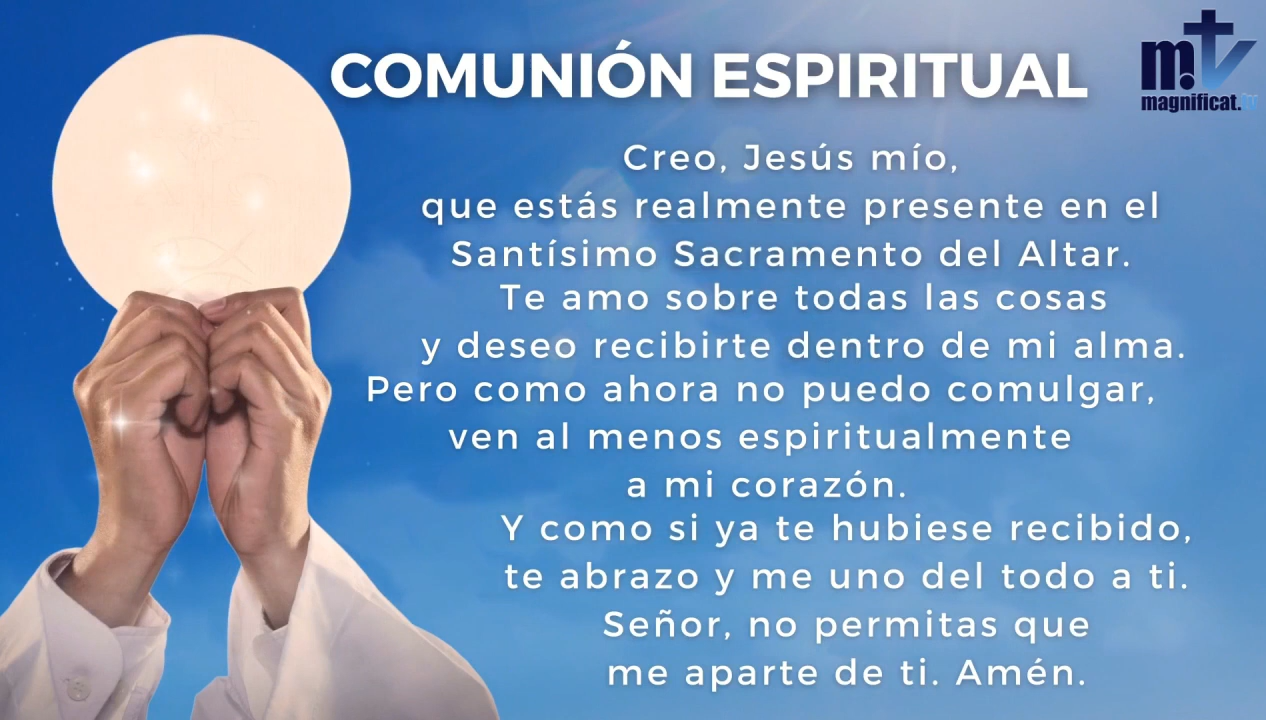 COMUNIÓN ESPIRITUAL
m.tv
magnificat.tv
Creo, Jesús mío,
que estás realmente presente en el
Santísimo Sacramento del Altar.
Te amo sobre todas las cosas
y deseo recibirte dentro de mi alma.
Pero como ahora no puedo comulgar,
ven al menos espiritualmente
a mi corazón.
Y como si ya te hubiese recibido,
te abrazo y me uno del todo a ti.
Señor, no permitas que
me aparte de ti. Amén.